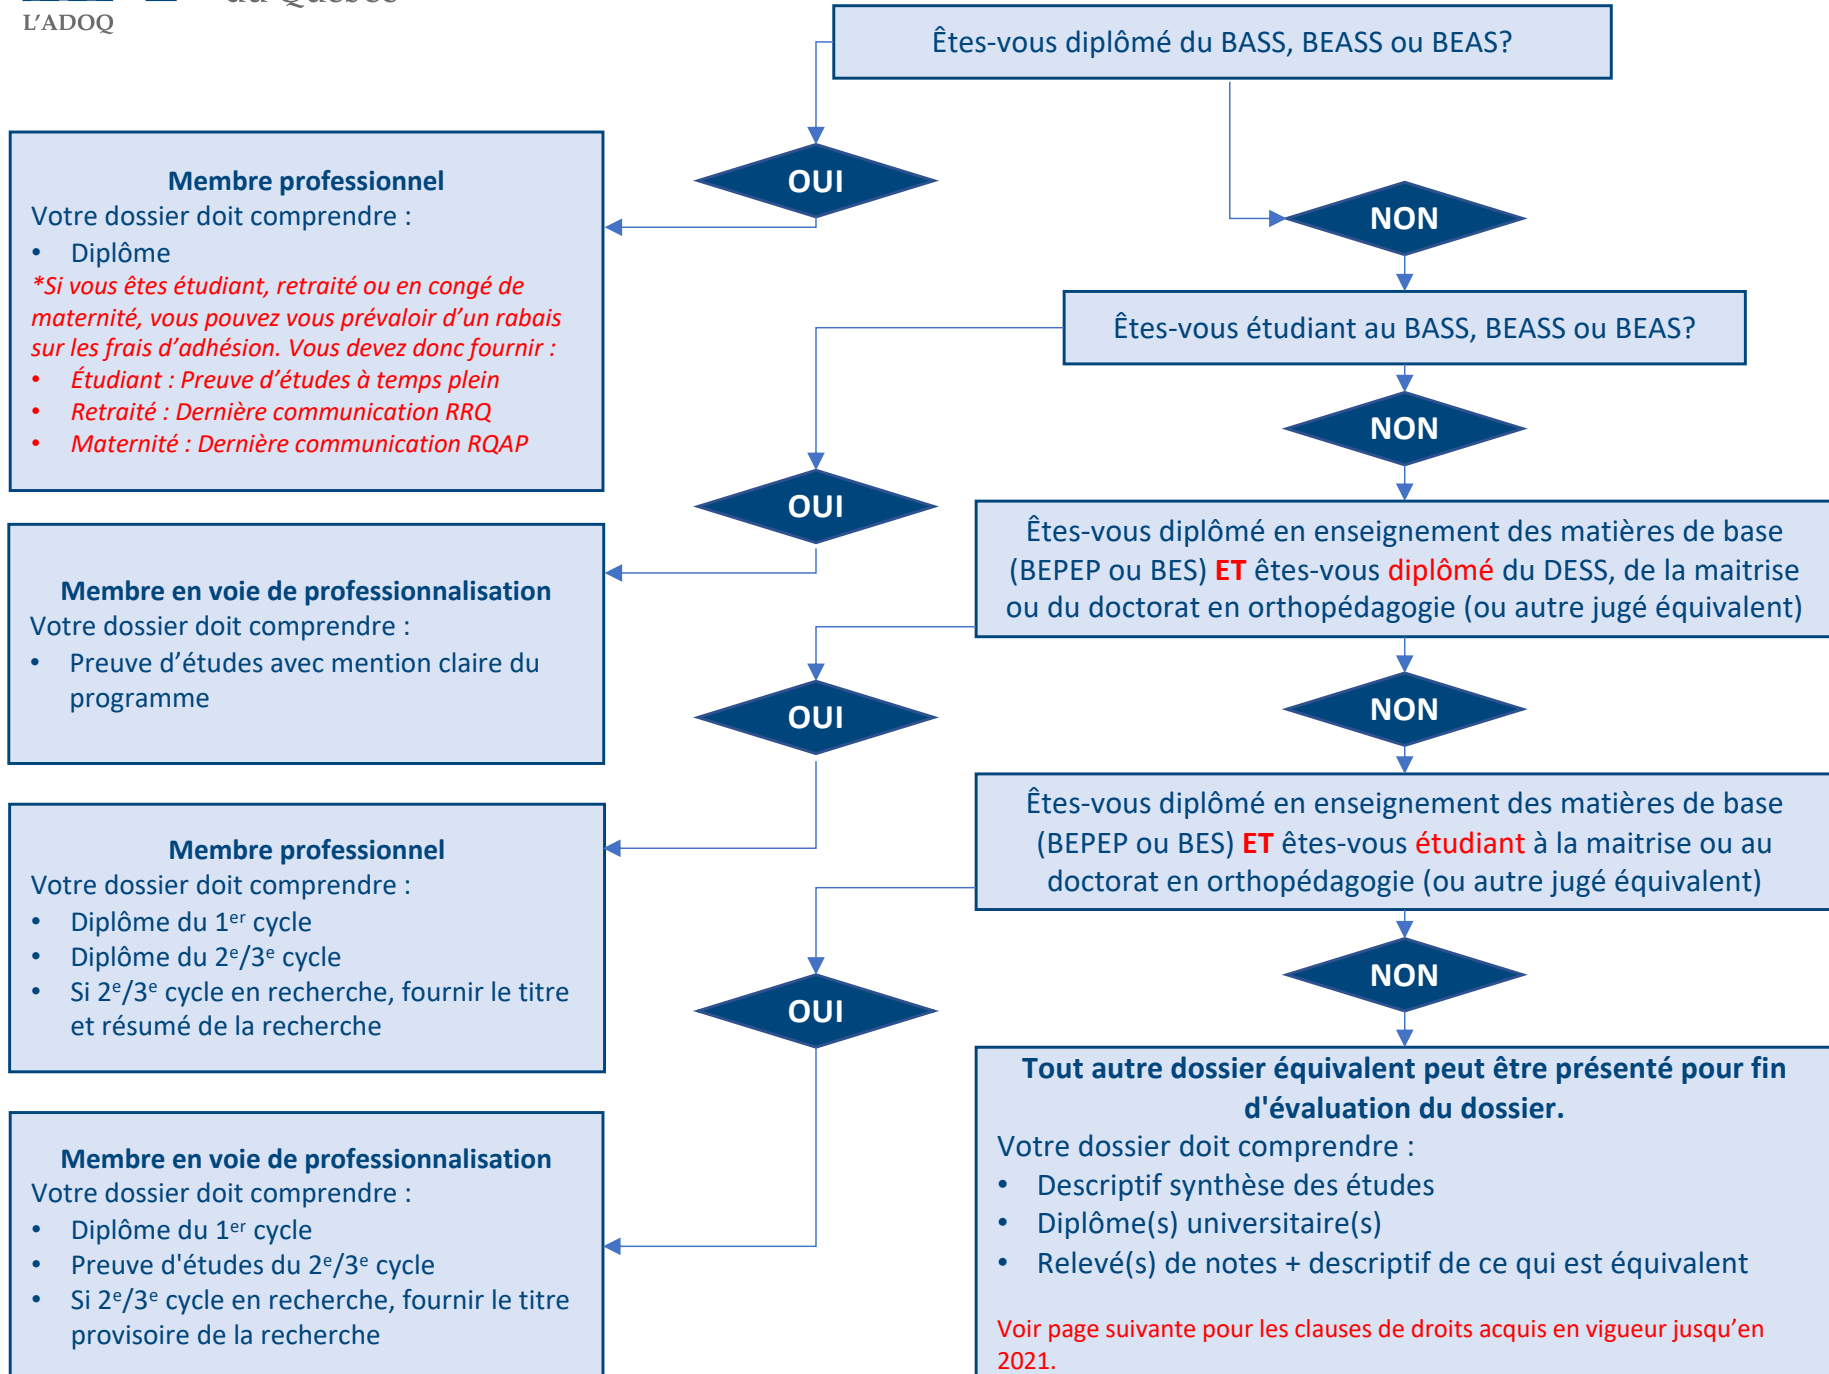 L'ADOQ
Êtes-vous diplômé du BASS, BEASS ou BEAS?
OUI
NON
Membre professionnel
Votre dossier doit comprendre :
• Diplôme
*Si vous êtes étudiant, retraité ou en congé de
maternité, vous pouvez vous prévaloir d’un rabais
sur les frais d’adhésion. Vous devez donc fournir :
• Étudiant : Preuve d’études à temps plein
• Retraité : Dernière communication RRQ
• Maternité : Dernière communication RQAP
Êtes-vous étudiant au BASS, BEASS ou BEAS?
NON
OUI
Membre en voie de professionnalisation
Votre dossier doit comprendre :
• Preuve d’études avec mention claire du
programme
Êtes-vous diplômé en enseignement des matières de base
(BEPEP ou BES) ET êtes-vous diplômé du DESS, de la maitrise
ou du doctorat en orthopédagogie (ou autre jugé équivalent)
OUI
NON
Membre professionnel
Votre dossier doit comprendre :
• Diplôme du 1er cycle
• Diplôme du 2e/3e cycle
• Si 2e/3e cycle en recherche, fournir le titre
et résumé de la recherche
Êtes-vous diplômé en enseignement des matières de base
(BEPEP ou BES) ET êtes-vous étudiant à la maitrise ou au
doctorat en orthopédagogie (ou autre jugé équivalent)
OUI
NON
Membre en voie de professionnalisation
Votre dossier doit comprendre :
• Diplôme du 1er cycle
• Preuve d'études du 2e/3e cycle
• Si 2e/3e cycle en recherche, fournir le titre
provisoire de la recherche
Tout autre dossier équivalent peut être présenté pour fin
d'évaluation du dossier.
Votre dossier doit comprendre :
• Descriptif synthèse des études
• Diplôme(s) universitaire(s)
• Relevé(s) de notes + descriptif de ce qui est équivalent
Voir page suivante pour les clauses de droits acquis en vigueur jusqu’en
2021.